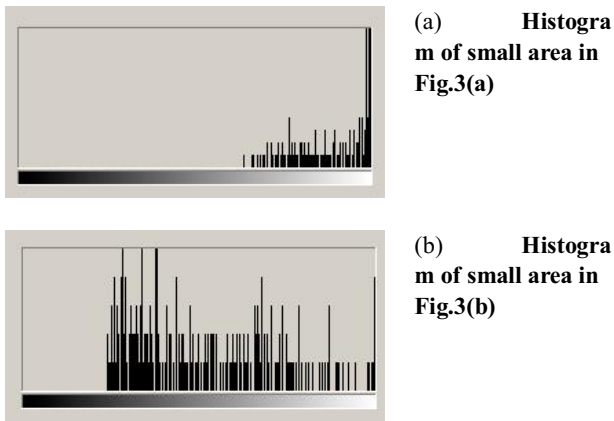 (a) Histogra
m of small area in
Fig.3(a)
(b) Histogra
m of small area in
Fig.3(b)